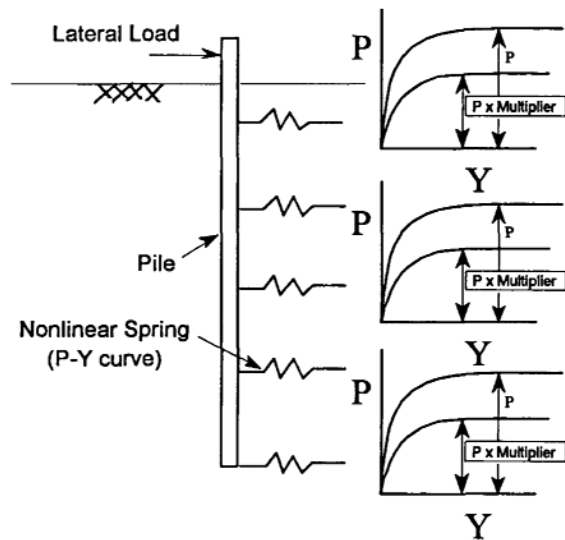 Lateral Load
Pile
Nonlinear Spring
(P-Y curve)
P
P
P x Multiplier
Y
P
P
P x Multiplier
Y
P
P
P x Multiplier
Y